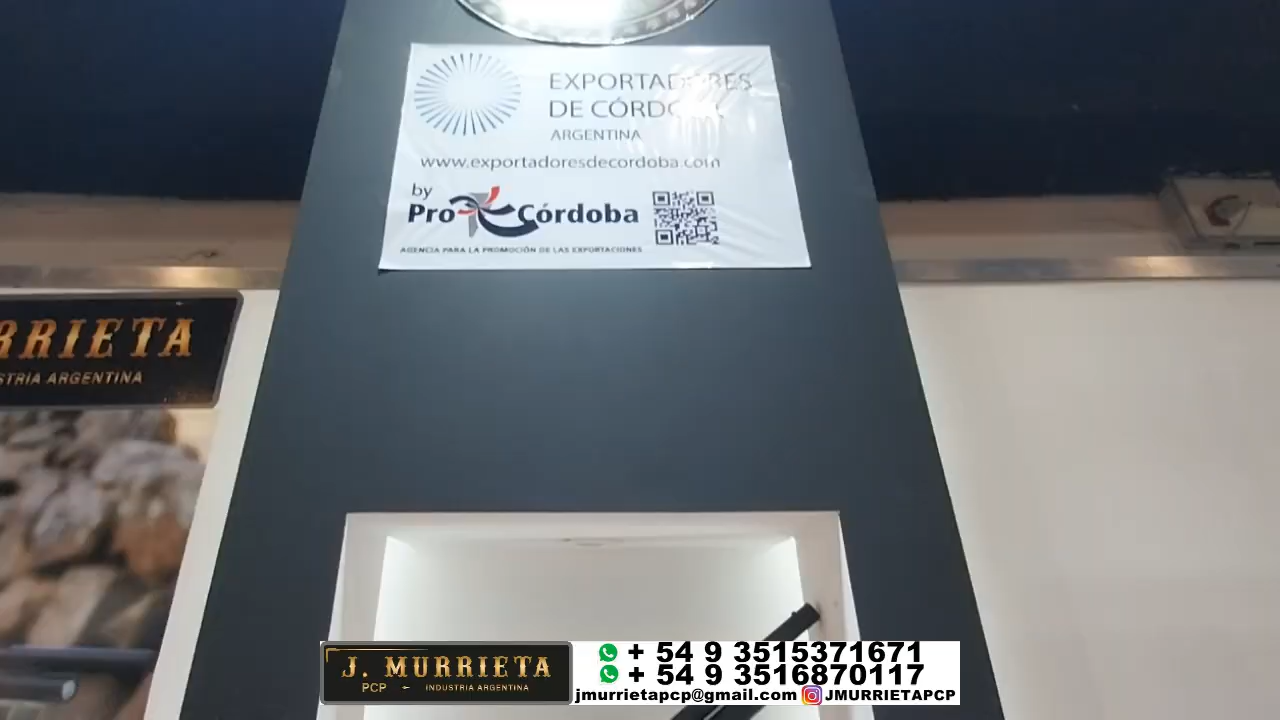 EXPORTADORES
DE CÓRDOBA
ARGENTINA
www.exportadoresdecordoba.com
by
Pro Córdoba
AGENCIA PARA LA PROMOCIÓN DE LAS EXPORTACIONES
RRIETA
STRIA ARGENTINA
J. MURRIETA
PCP INDUSTRIA ARGENTINA
+ 54 9 3515371671
+ 54 9 3516870117
jmurrietapcp@gmail.com JMURRIETAPCP